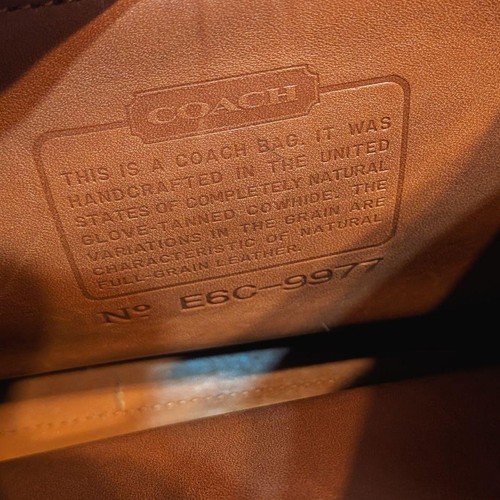 COACH
THIS IS A COACH BAG. IT WAS
HANDCRAFTED IN THE UNITED
STATES OF COMPLETELY NATURAL
GLOVE-TANNED COWHIDE. THE
VARIATIONS IN THE GRAIN ARE
CHARACTERISTIC OF NATURAL
FULL GRAIN LEATHER.
Nº E6C-9977